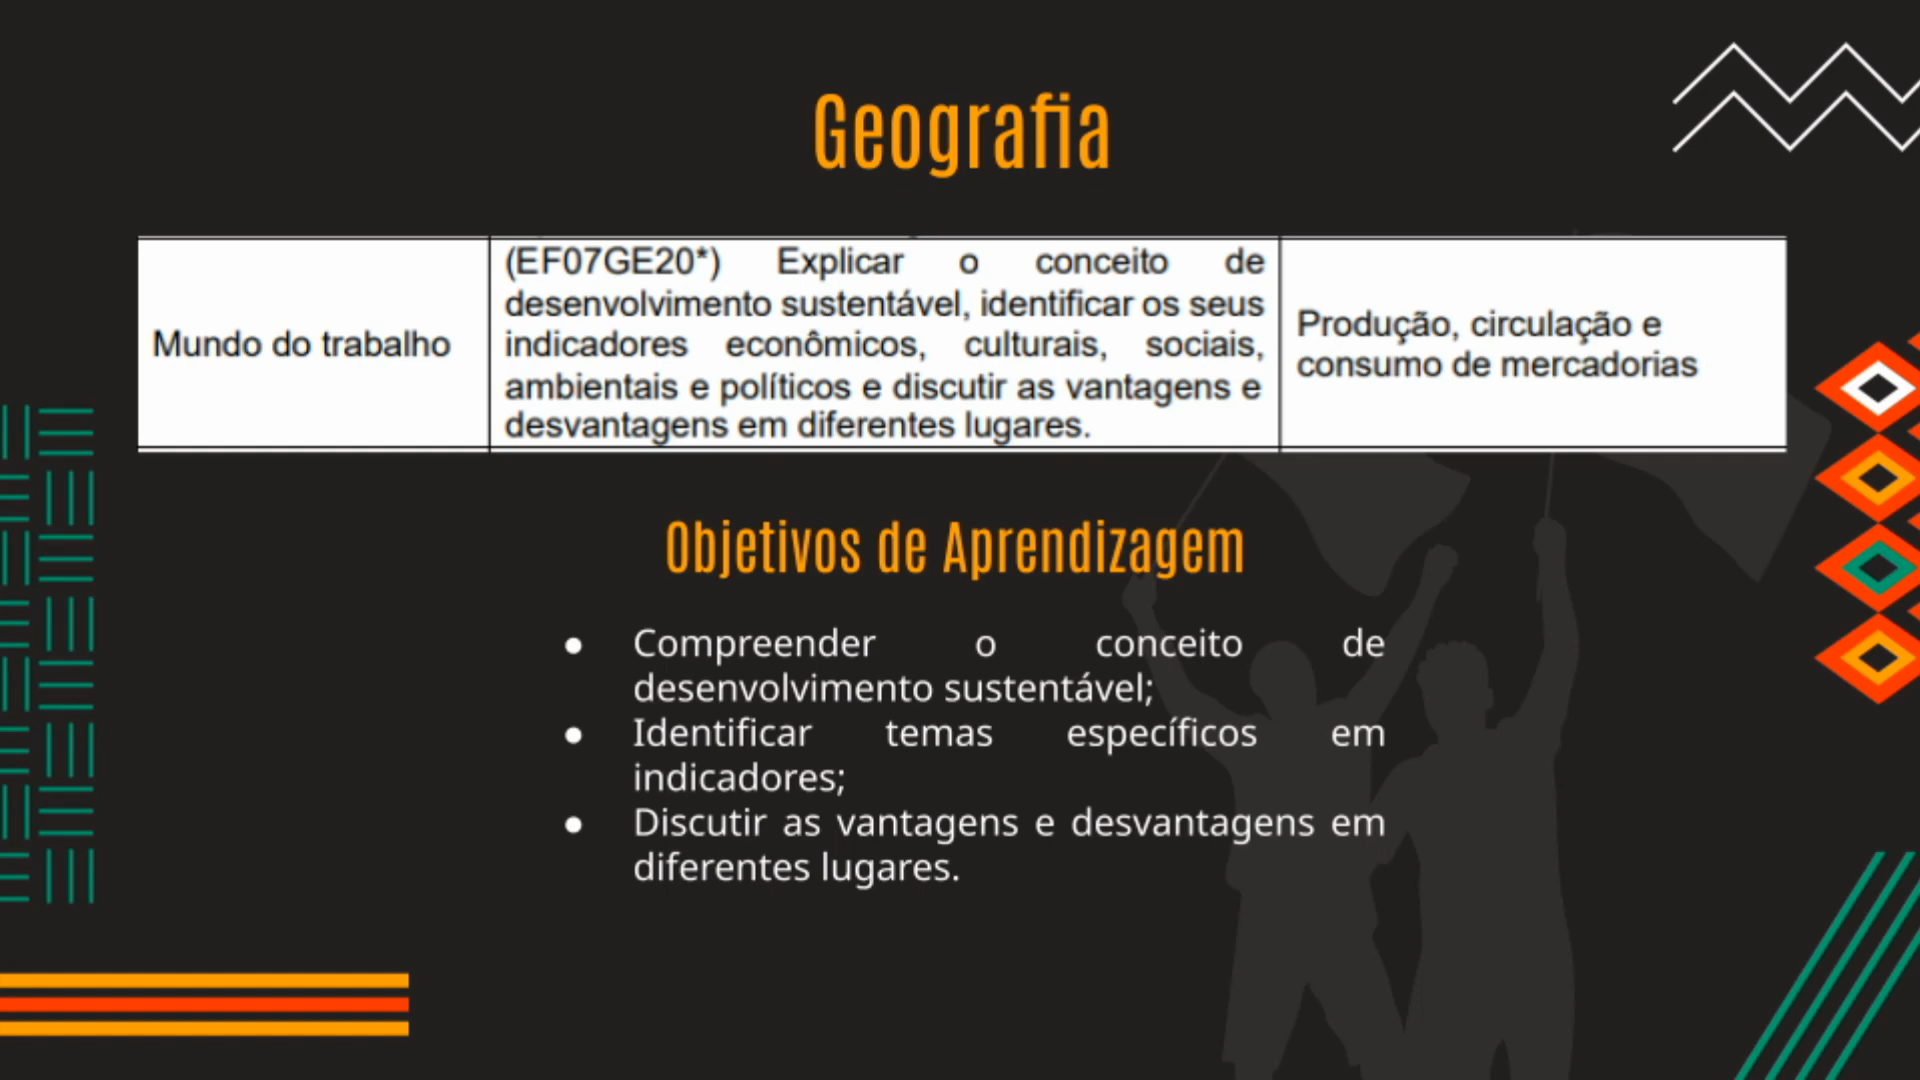 Geografia
Mundo do trabalho
(EF07GE20*) Explicar o conceito de
desenvolvimento sustentável, identificar os seus
indicadores econômicos, culturais, sociais,
ambientais e políticos e discutir as vantagens e
desvantagens em diferentes lugares.
Produção, circulação e
consumo de mercadorias
Objetivos de Aprendizagem
● Compreender o conceito de
desenvolvimento sustentável;
● Identificar temas específicos em
indicadores;
● Discutir as vantagens e desvantagens em
diferentes lugares.